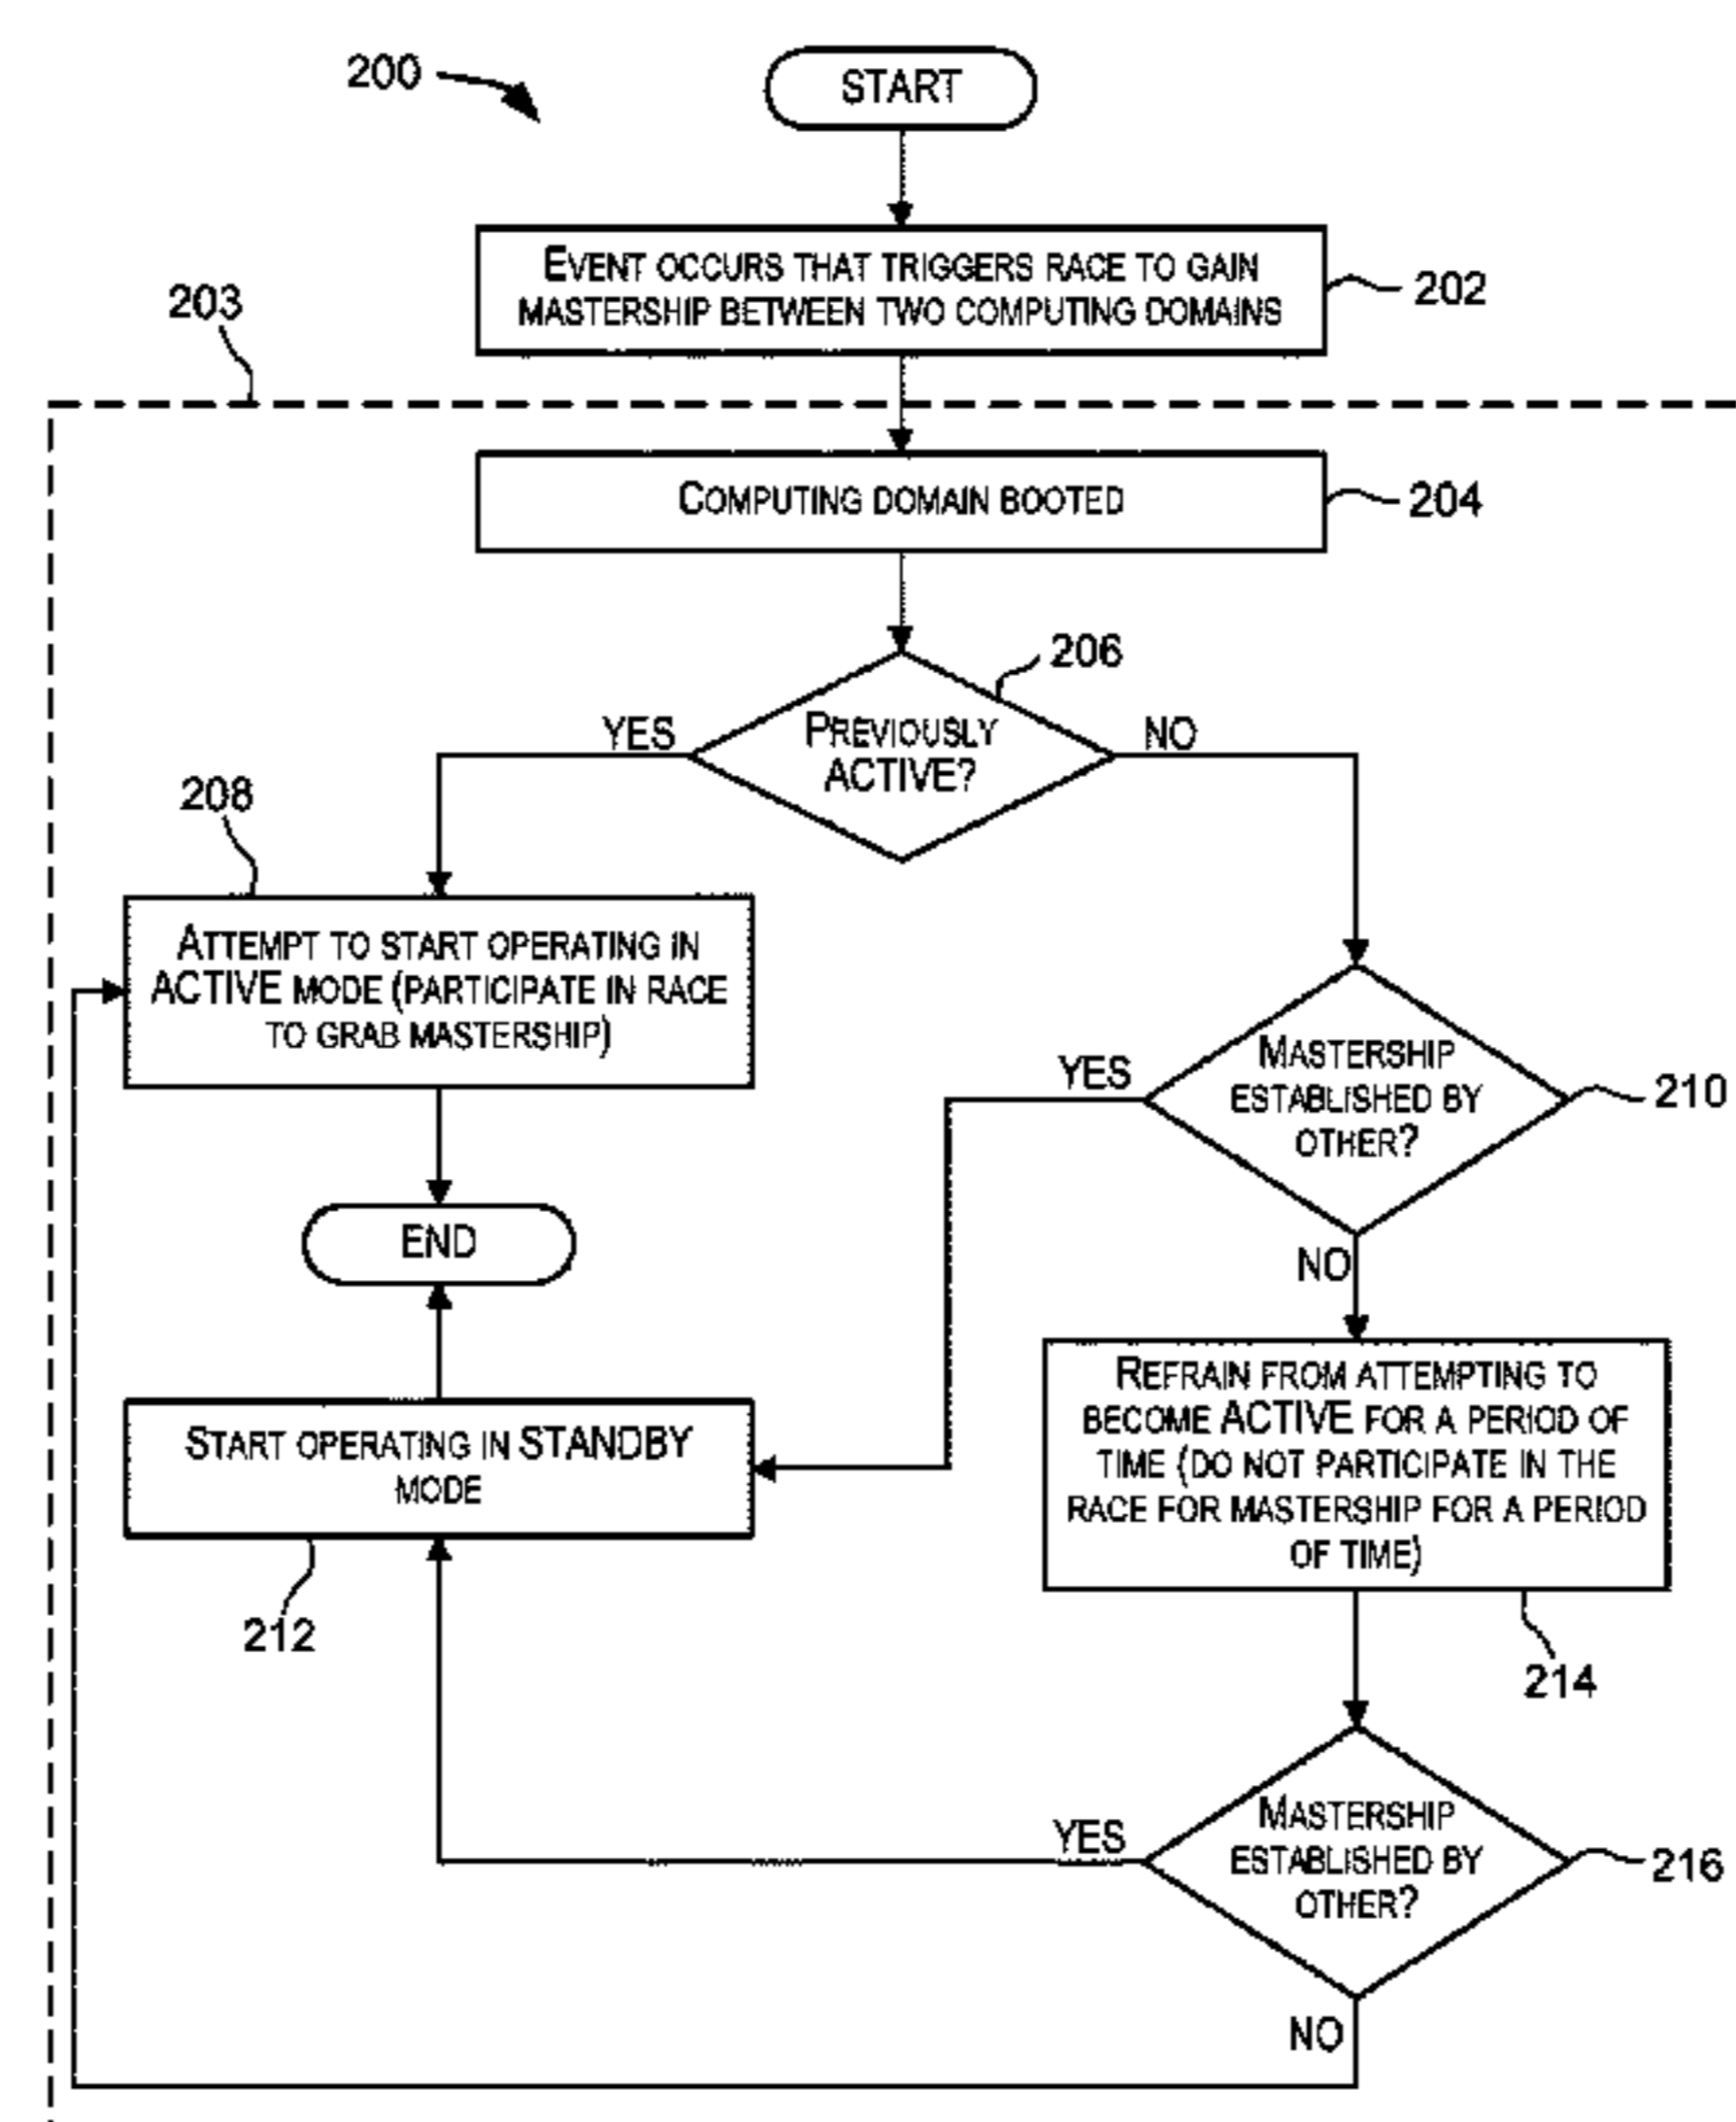 200
START
EVENT OCCURS THAT TRIGGERS RACE TO GAIN
MASTERSHIP BETWEEN TWO COMPUTING DOMAINS
202
203
COMPUTING DOMAIN BOOTED
204
206
PREVIOUSLY
ACTIVE?
YES
NO
208
ATTEMPT TO START OPERATING IN
ACTIVE MODE (PARTICIPATE IN RACE
TO GRAB MASTERSHIP)
MASTERSHIP
ESTABLISHED BY
OTHER?
210
YES
NO
END
REFRAIN FROM ATTEMPTING TO
BECOME ACTIVE FOR A PERIOD OF
TIME (DO NOT PARTICIPATE IN THE
RACE FOR MASTERSHIP FOR A PERIOD
OF TIME)
214
START OPERATING IN STANDBY
MODE
212
MASTERSHIP
ESTABLISHED BY
OTHER?
216
YES
NO